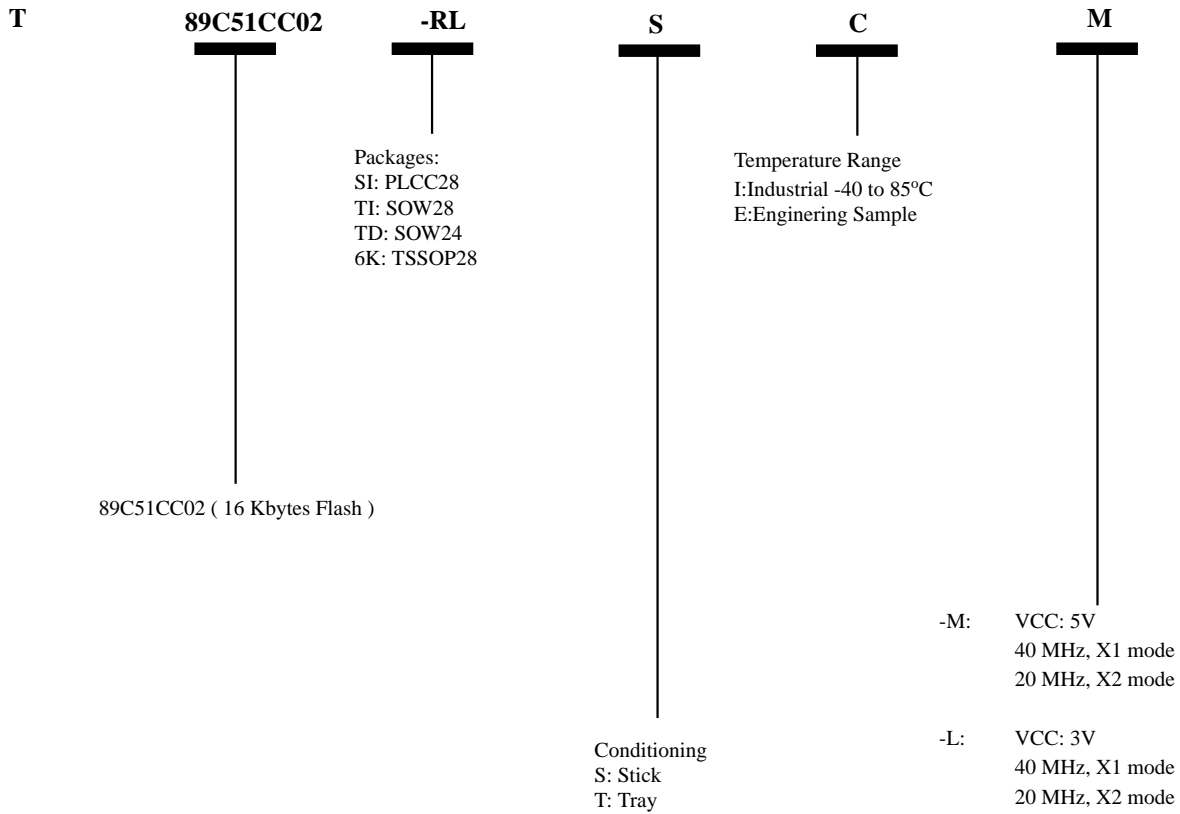 T 89C51CC02 -RL S C M
Packages:
SI: PLCC28
TI: SOW28
TD: SOW24
6K: TSSOP28
Temperature Range
I:Industrial -40 to 85°C
E:Enginering Sample
89C51CC02 ( 16 Kbytes Flash )
-M: VCC: 5V
40 MHz, X1 mode
20 MHz, X2 mode
Conditioning
S: Stick
T: Tray
-L: VCC: 3V
40 MHz, X1 mode
20 MHz, X2 mode